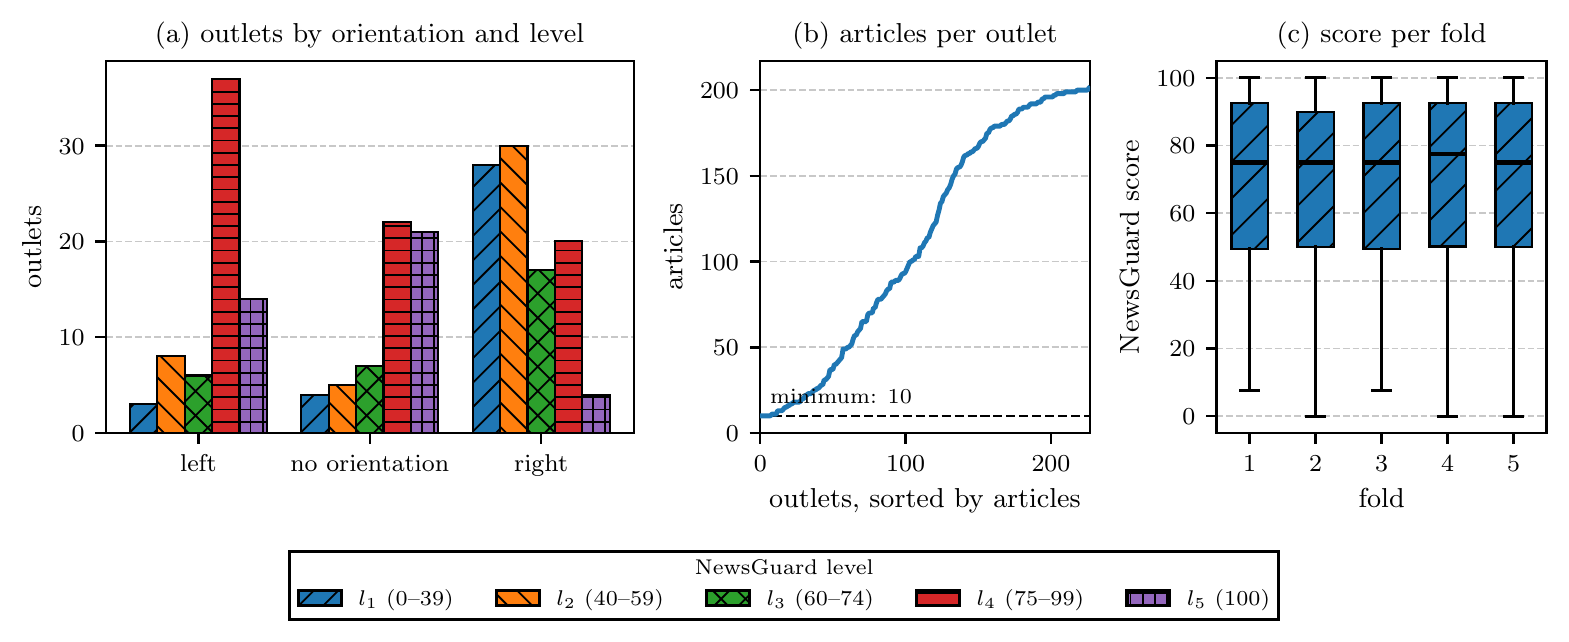 (a) outlets by orientation and level
outlets
30
20
10
0
left
no orientation
right
(b) articles per outlet
articles
200
150
100
50
0
minimum: 10
0
100
200
outlets, sorted by articles
(c) score per fold
NewsGuard score
100
80
60
40
20
0
1
2
3
4
5
fold
NewsGuard level
l₁ (0–39)
l₂ (40–59)
l₃ (60–74)
l₄ (75–99)
l₅ (100)